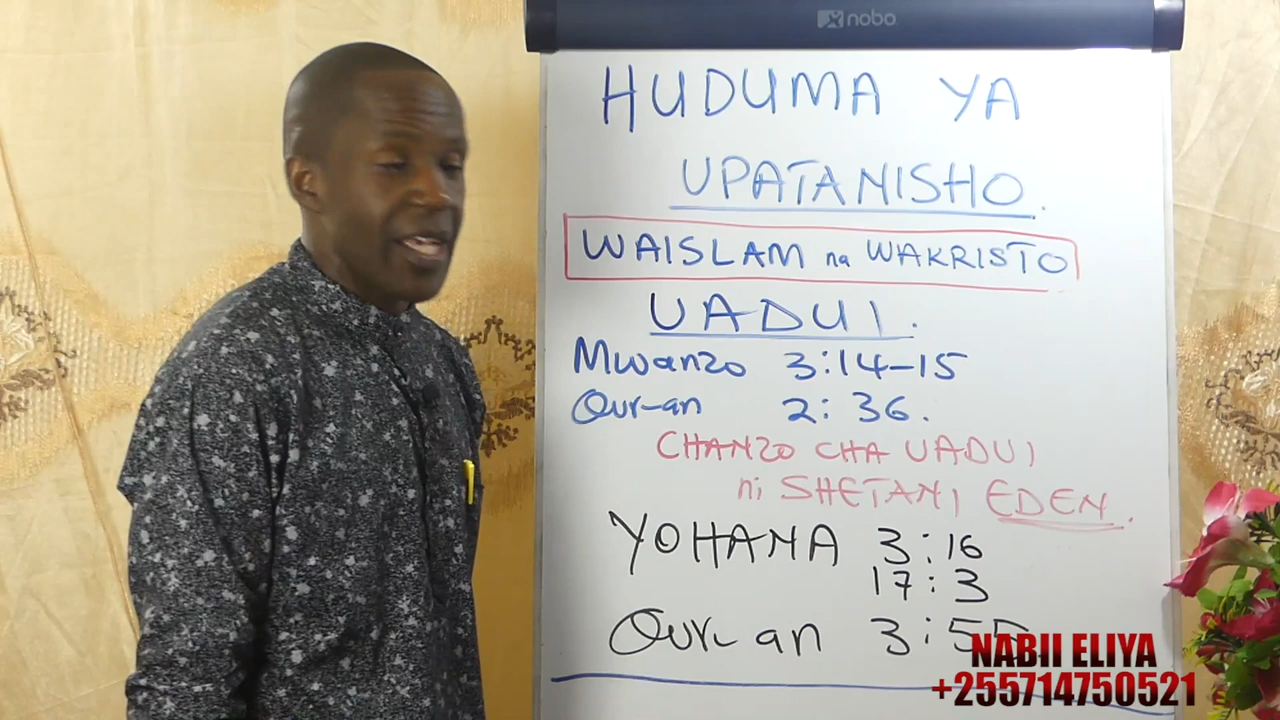 nobo
HUDUMA YA
UPATANISHO.
WAISLAM na WAKRISTO
UADUI.
Mwanzo 3:14-15
Qur-an 2:36.
CHANZO CHA UADUI
ni SHETANI EDEN.
YOHANA 3:16
17:3
Qur-an 3:55
NABII ELIYA
+255714750521